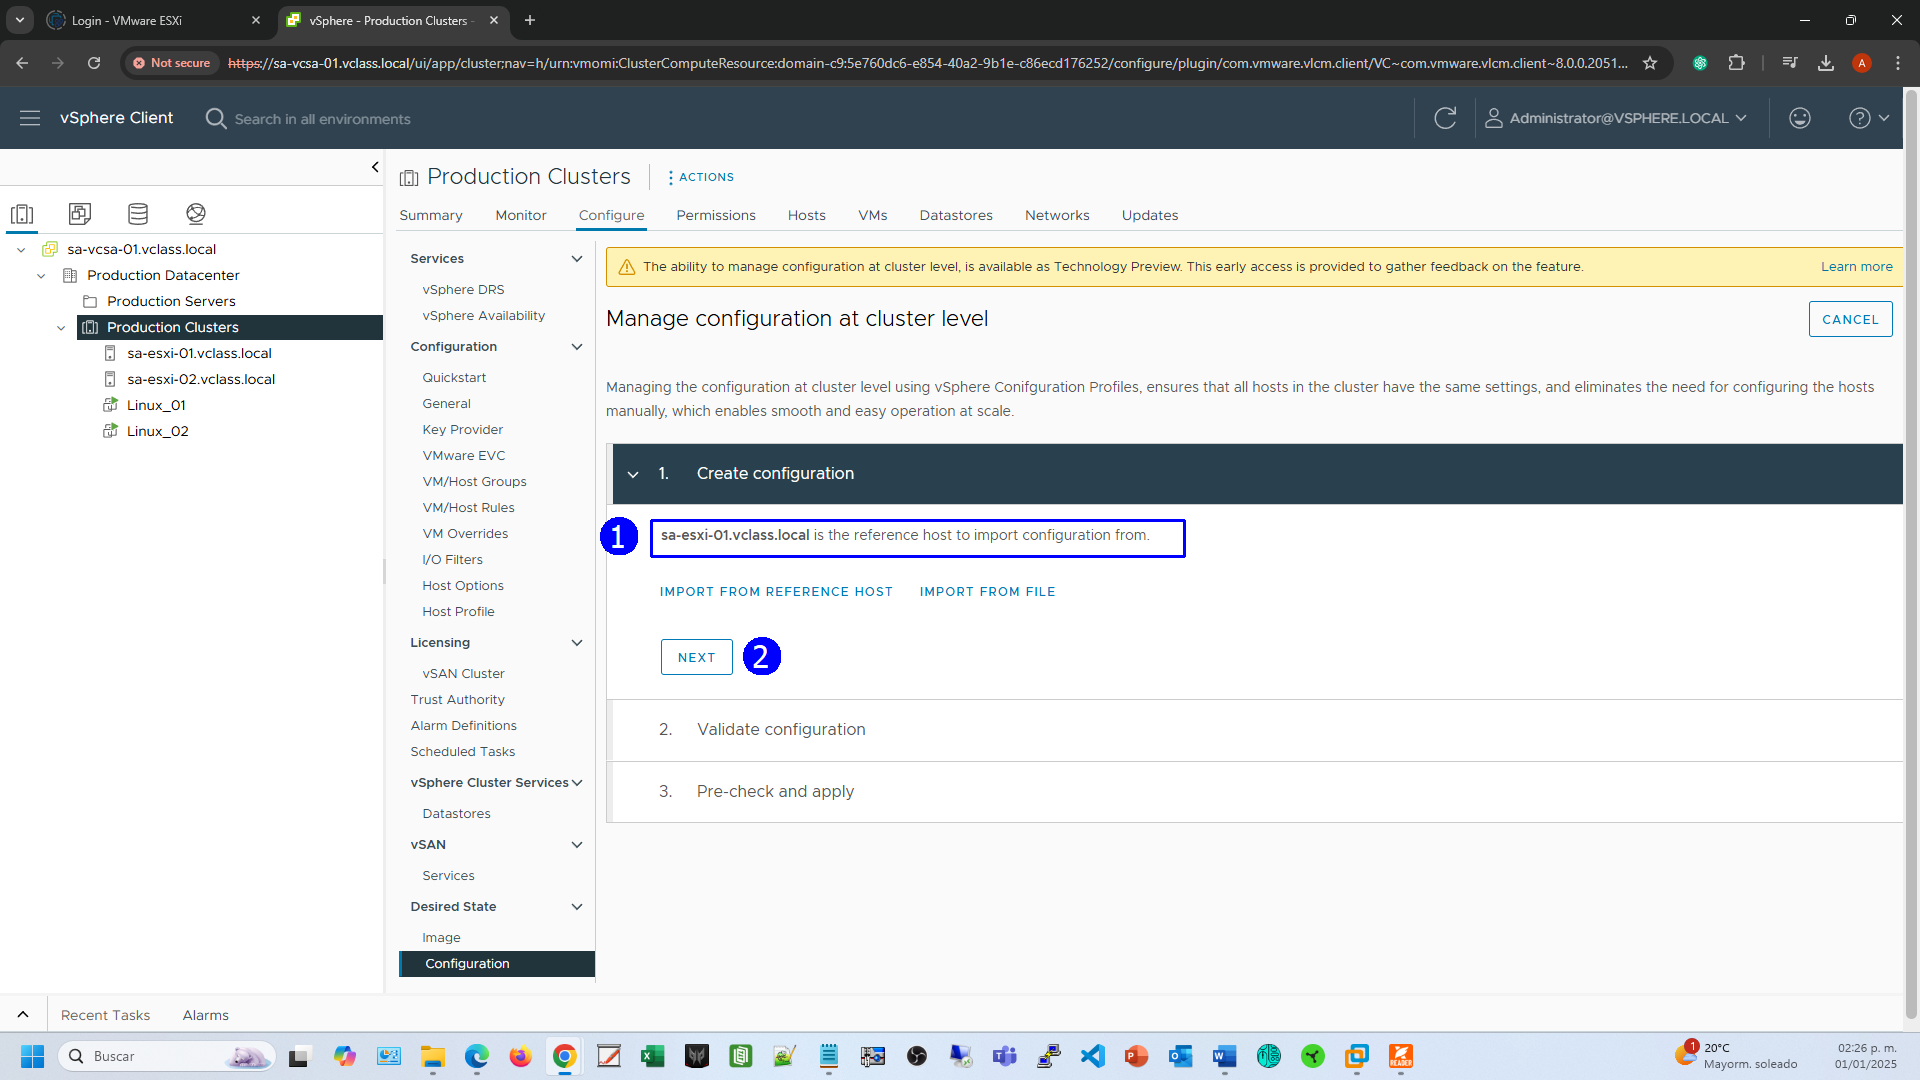 Login - VMware ESXi
vSphere - Production Clusters -
Not secure
https://sa-vcsa-01.vclass.local/ui/app/cluster;nav=h/urn:vmomi:ClusterComputeResource:domain-c9:5e760dc6-e854-40a2-9b1e-c86ecd176252/configure/plugin/com.vmware.vlcm.client/VC~com.vmware.vlcm.client~8.0.0.2051...
A
vSphere Client
Search in all environments
Administrator@VSPHERE.LOCAL
Production Clusters
ACTIONS
Summary
Monitor
Configure
Permissions
Hosts
VMs
Datastores
Networks
Updates
sa-vcsa-01.vclass.local
Production Datacenter
Production Servers
Production Clusters
sa-esxi-01.vclass.local
sa-esxi-02.vclass.local
Linux_01
Linux_02
Services
vSphere DRS
vSphere Availability
Configuration
Quickstart
General
Key Provider
VMware EVC
VM/Host Groups
VM/Host Rules
VM Overrides
I/O Filters
Host Options
Host Profile
Licensing
vSAN Cluster
Trust Authority
Alarm Definitions
Scheduled Tasks
vSphere Cluster Services
Datastores
vSAN
Services
Desired State
Image
Configuration
The ability to manage configuration at cluster level, is available as Technology Preview. This early access is provided to gather feedback on the feature.
Learn more
Manage configuration at cluster level
CANCEL
Managing the configuration at cluster level using vSphere Conifguration Profiles, ensures that all hosts in the cluster have the same settings, and eliminates the need for configuring the hosts
manually, which enables smooth and easy operation at scale.
1. Create configuration
1
sa-esxi-01.vclass.local is the reference host to import configuration from.
IMPORT FROM REFERENCE HOST
IMPORT FROM FILE
NEXT
2
2. Validate configuration
3. Pre-check and apply
Recent Tasks
Alarms
Buscar
READER
1
20°C
Mayorm. soleado
02:26 p. m.
01/01/2025